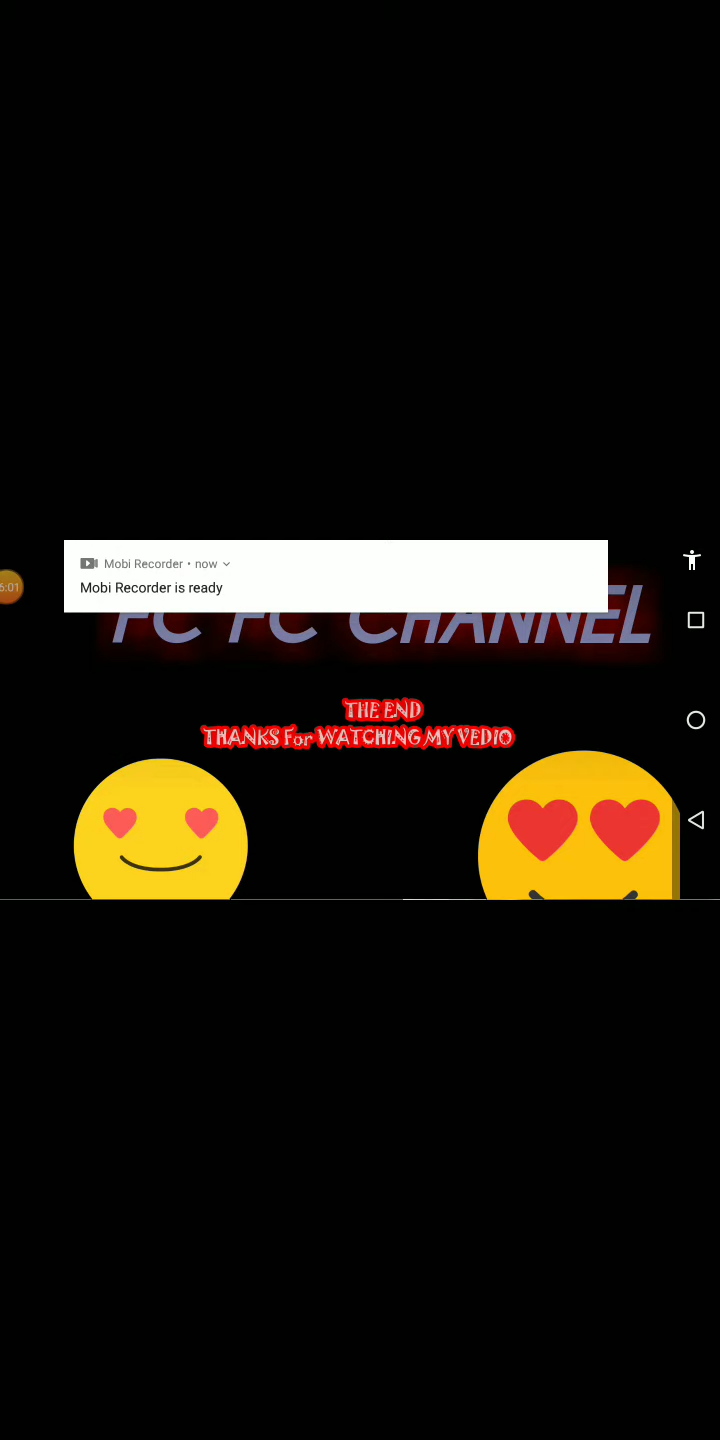 Mobi Recorder • now
Mobi Recorder is ready
6:01
FC FC CHANNEL
THE END
THANKS For WATCHING MY VEDIO